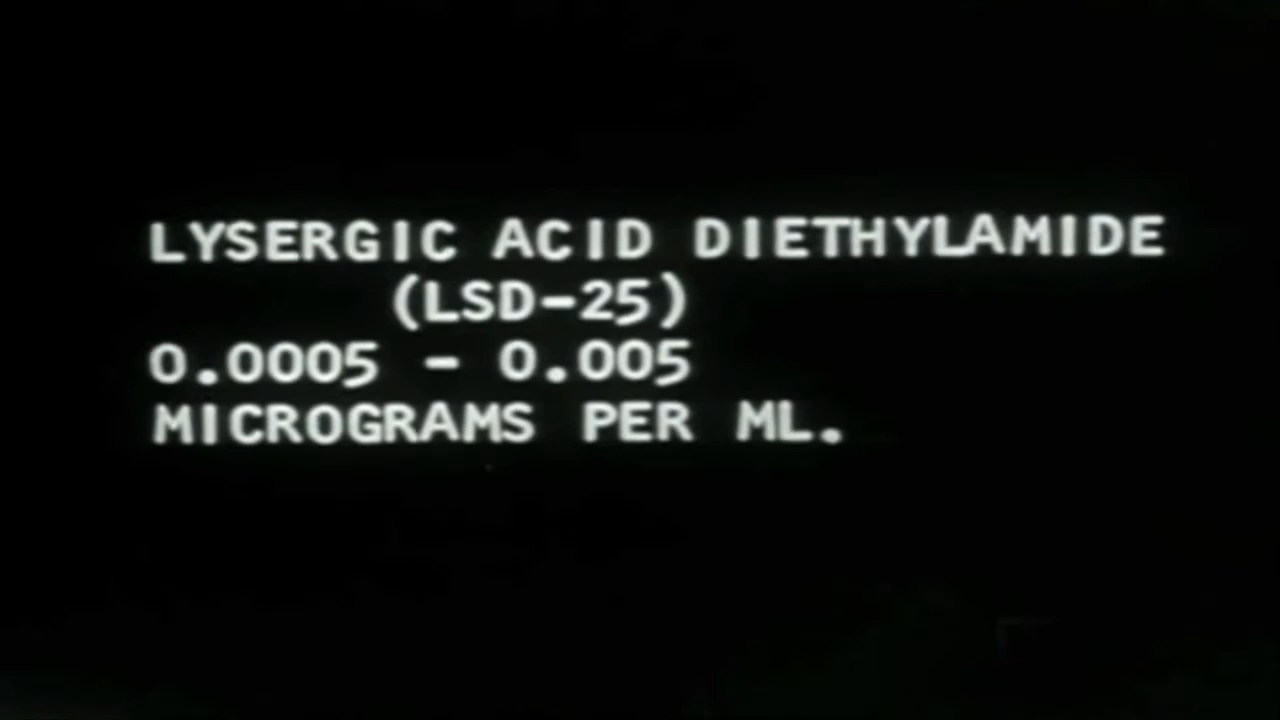 LYSERGIC ACID DIETHYLAMIDE
(LSD-25)
0.0005 - 0.005
MICROGRAMS PER ML.